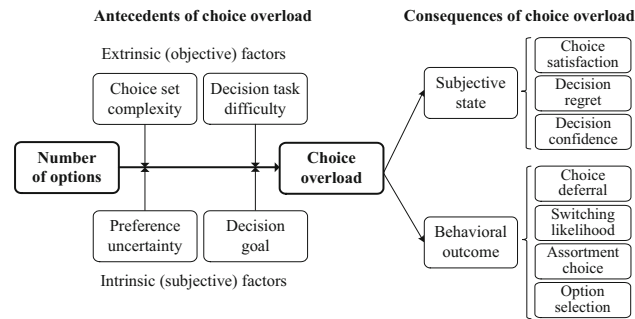 Antecedents of choice overload
Consequences of choice overload
Extrinsic (objective) factors
Choice set
complexity
Decision task
difficulty
Number
of options
Choice
overload
Preference
uncertainty
Decision
goal
Intrinsic (subjective) factors
Subjective
state
Choice
satisfaction
Decision
regret
Decision
confidence
Behavioral
outcome
Choice
deferral
Switching
likelihood
Assortment
choice
Option
selection